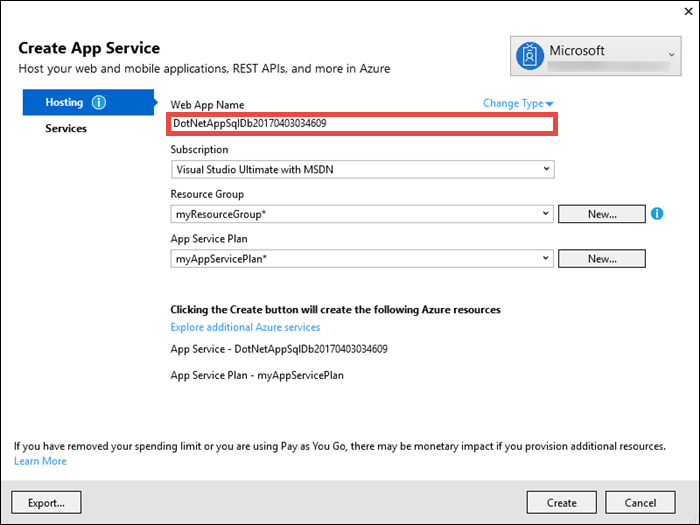 Create App Service
Host your web and mobile applications, REST APIs, and more in Azure
Microsoft
Hosting
Services
Web App Name
Change Type
DotNetAppSqlDb20170403034609
Subscription
Visual Studio Ultimate with MSDN
Resource Group
myResourceGroup*
New...
App Service Plan
myAppServicePlan*
New...
Clicking the Create button will create the following Azure resources
Explore additional Azure services
App Service - DotNetAppSqlDb20170403034609
App Service Plan - myAppServicePlan
If you have removed your spending limit or you are using Pay as You Go, there may be monetary impact if you provision additional resources.
Learn More
Export...
Create
Cancel